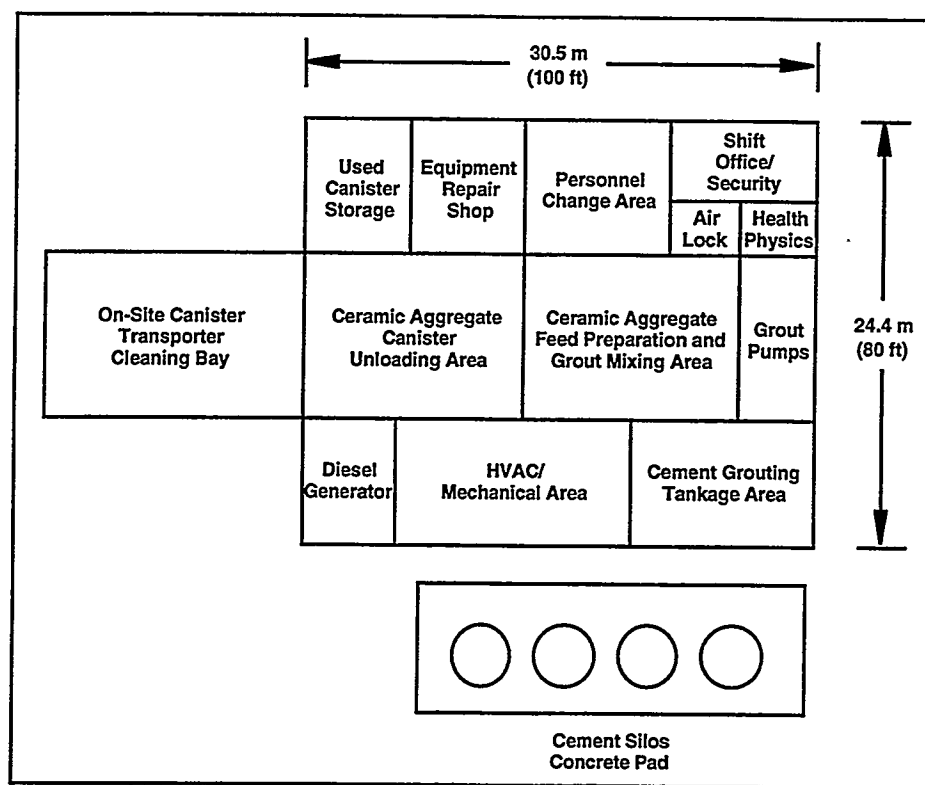 30.5 m
(100 ft)
Used
Canister
Storage
Equipment
Repair
Shop
Personnel
Change Area
Shift
Office/
Security
Air
Lock
Health
Physics
On-Site Canister
Transporter
Cleaning Bay
Ceramic Aggregate
Canister
Unloading Area
Ceramic Aggregate
Feed Preparation and
Grout Mixing Area
Grout
Pumps
24.4 m
(80 ft)
Diesel
Generator
HVAC/
Mechanical Area
Cement Grouting
Tankage Area
Cement Silos
Concrete Pad